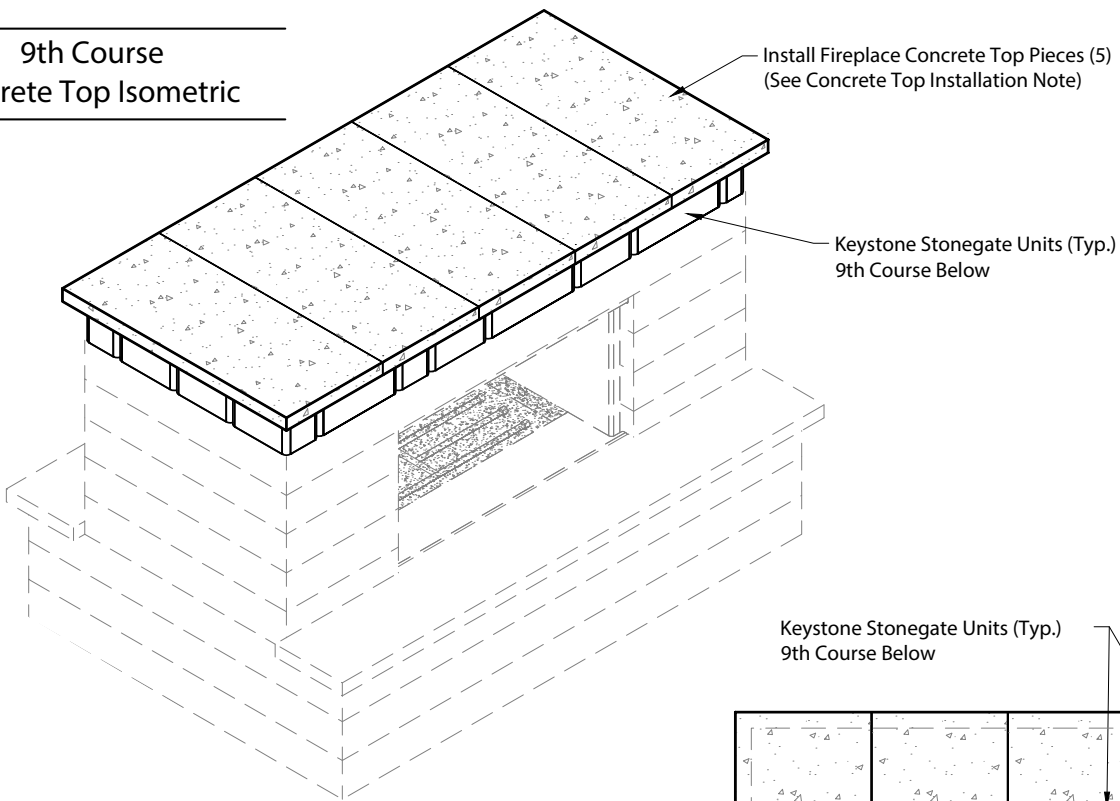 9th Course
rete Top Isometric
Install Fireplace Concrete Top Pieces (5)
(See Concrete Top Installation Note)
Keystone Stonegate Units (Typ.)
9th Course Below
Keystone Stonegate Units (Typ.)
9th Course Below